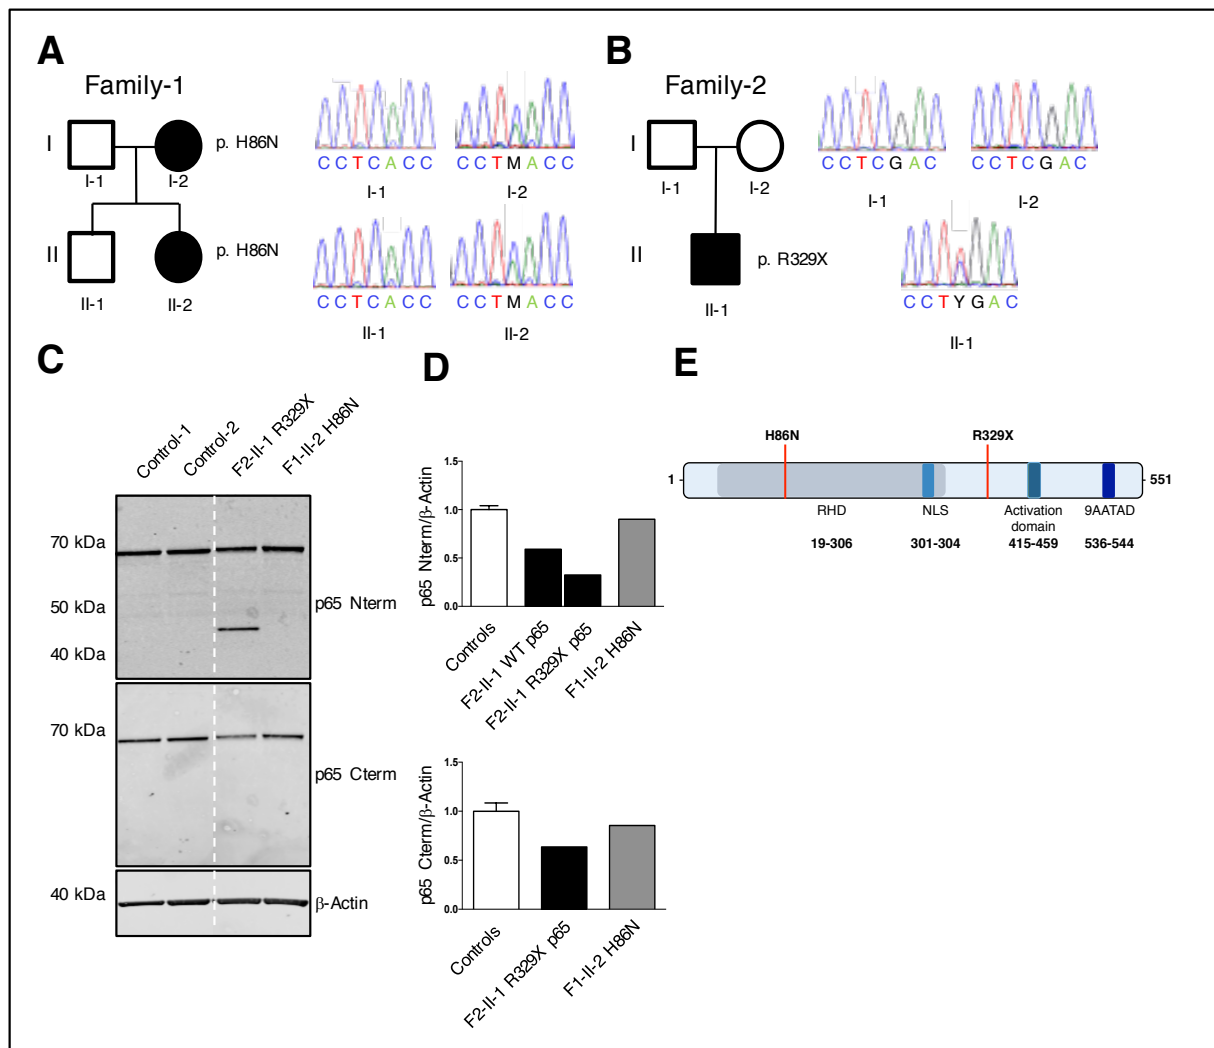 A
B
Family-1
Family-2
I
I-1
I-2
p. H86N
II
II-1
II-2
p. H86N
CCTCACC
I-1
CCTMACC
I-2
CCTCACC
II-1
CCTMACC
II-2
I
I-1
I-2
II
II-1
p. R329X
CCTCGAC
I-1
CCTCGAC
I-2
CCTYGAC
II-1
C
Control-1
Control-2
F2-II-1 R329X
F1-II-2 H86N
70 kDa
50 kDa
40 kDa
p65 Nterm
70 kDa
p65 Cterm
40 kDa
β-Actin
D
p65 Nterm/β-Actin
1.5
1.0
0.5
0.0
Controls
F2-II-1 WT p65
F2-II-1 R329X p65
F1-II-2 H86N
p65 Cterm/β-Actin
1.5
1.0
0.5
0.0
Controls
F2-II-1 R329X p65
F1-II-2 H86N
E
H86N
R329X
1
551
RHD
NLS
Activation
domain
9AATAD
19-306
301-304
415-459
536-544